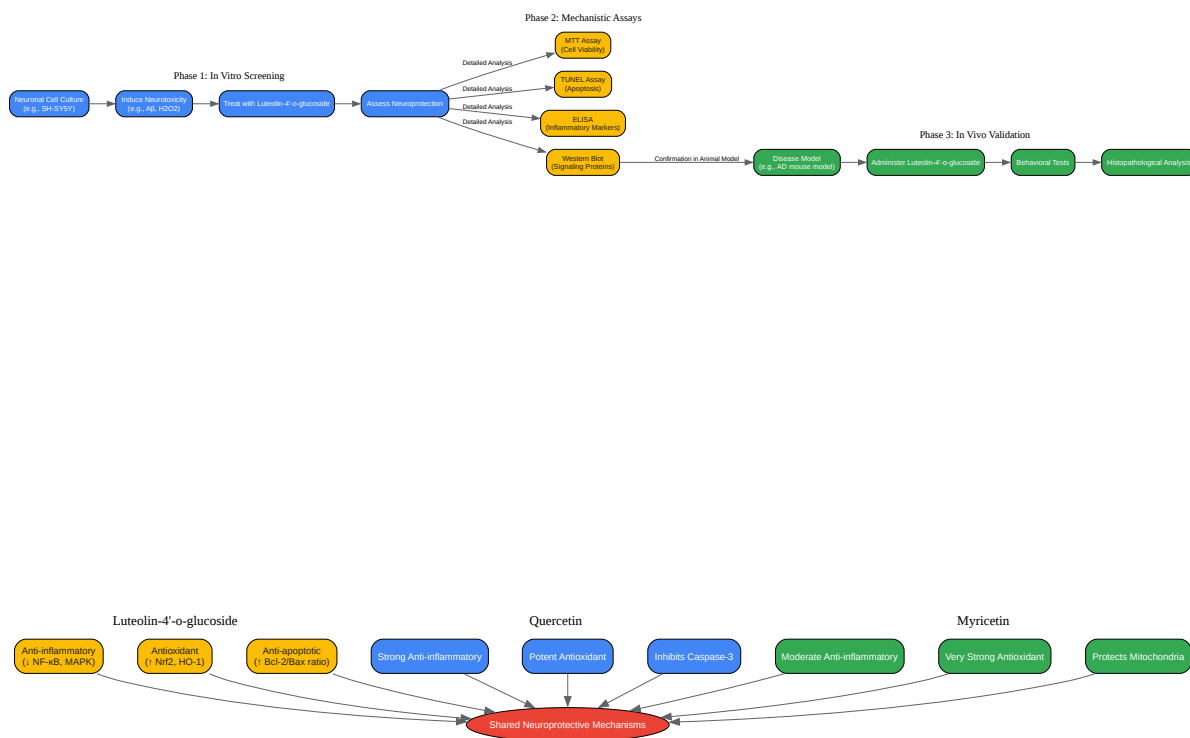 Phase 2: Mechanistic Assays
MTT Assay
(Cell Viability)
Detailed Analysis
Phase 1: In Vitro Screening
TUNEL Assay
(Apoptosis)
Detailed Analysis
Neuronal Cell Culture
(e.g., SH-SY5Y)
Induce Neurotoxicity
(e.g., Aβ, H2O2)
Treat with Luteolin-4'-o-glucoside
Assess Neuroprotection
Detailed Analysis
ELISA
(Inflammatory Markers)
Detailed Analysis
Phase 3: In Vivo Validation
Western Blot
(Signaling Proteins)
Confirmation in Animal Model
Disease Model
(e.g., AD mouse model)
Administer Luteolin-4'-o-glucoside
Behavioral Tests
Histopathological Analysis
Luteolin-4'-o-glucoside
Quercetin
Myricetin
Anti-inflammatory
(↓ NF-κB, MAPK)
Antioxidant
(↑ Nrf2, HO-1)
Anti-apoptotic
(↑ Bcl-2/Bax ratio)
Strong Anti-inflammatory
Potent Antioxidant
Inhibits Caspase-3
Moderate Anti-inflammatory
Very Strong Antioxidant
Protects Mitochondria
Shared Neuroprotective Mechanisms